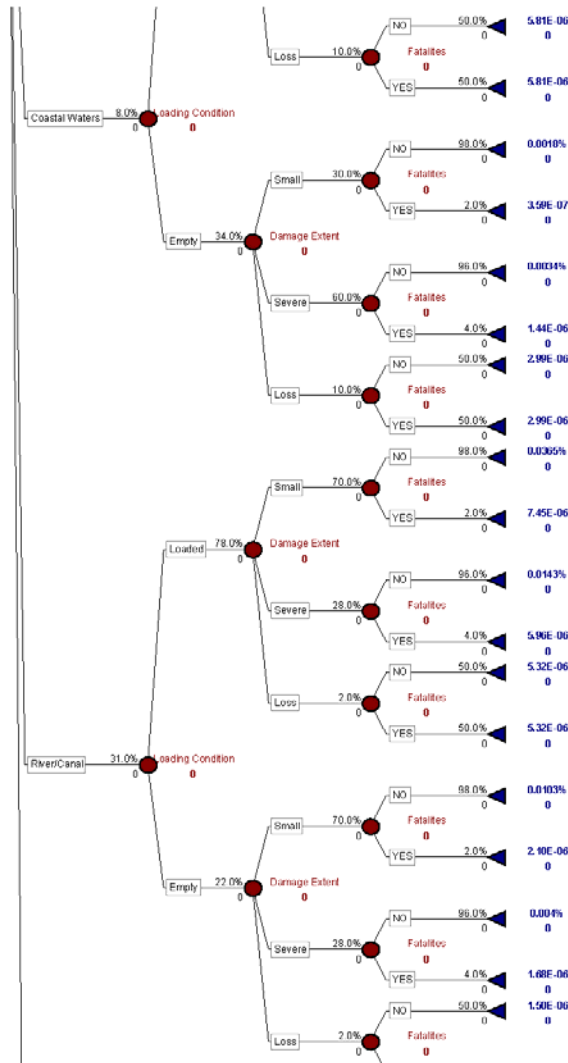 NO 50.0% 5.81E-06
0 0
Loss 10.0% Fatalites
0 0
YES 50.0% 5.81E-06
0 0
Coastal Waters 8.0% Loading Condition
0 0
NO 98.0% 0.0010%
0 0
Small 30.0% Fatalites
0 0
YES 2.0% 3.59E-07
0 0
Empty 34.0% Damage Extent
0 0
NO 96.0% 0.0034%
0 0
Severe 60.0% Fatalites
0 0
YES 4.0% 1.44E-06
0 0
NO 50.0% 2.99E-06
0 0
Loss 10.0% Fatalites
0 0
YES 50.0% 2.99E-06
0 0
NO 98.0% 0.0365%
0 0
Small 70.0% Fatalites
0 0
YES 2.0% 7.45E-06
0 0
Loaded 78.0% Damage Extent
0 0
NO 96.0% 0.0143%
0 0
Severe 28.0% Fatalites
0 0
YES 4.0% 5.96E-06
0 0
NO 50.0% 5.32E-06
0 0
Loss 2.0% Fatalites
0 0
YES 50.0% 5.32E-06
0 0
River/Canal 31.0% Loading Condition
0 0
NO 98.0% 0.0103%
0 0
Small 70.0% Fatalites
0 0
YES 2.0% 2.10E-06
0 0
Empty 22.0% Damage Extent
0 0
NO 96.0% 0.004%
0 0
Severe 28.0% Fatalites
0 0
YES 4.0% 1.68E-06
0 0
NO 50.0% 1.50E-06
0 0
Loss 2.0% Fatalites
0 0